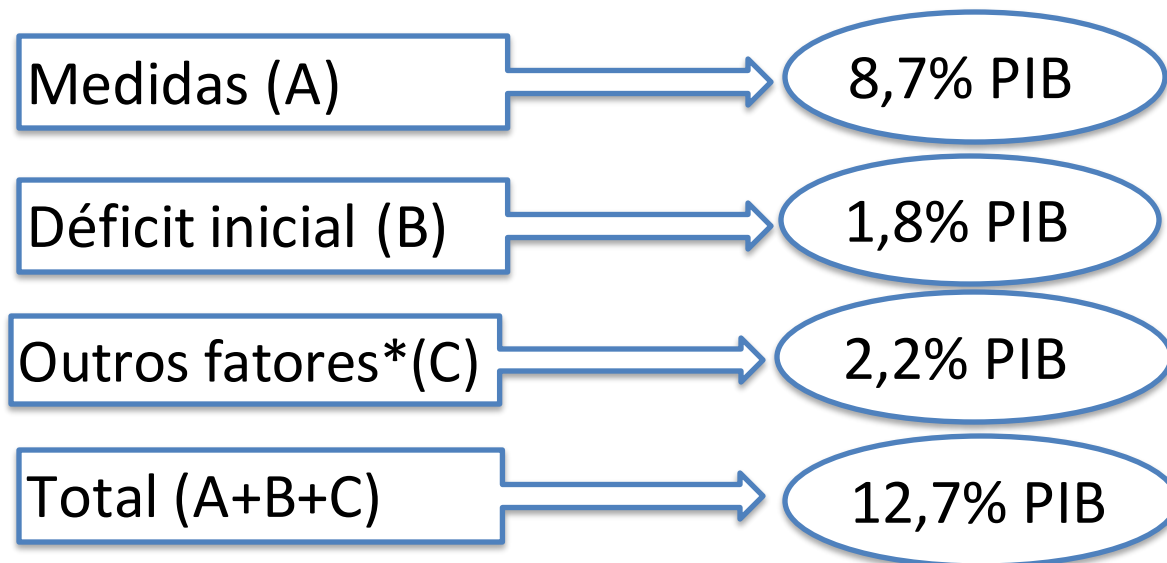 Medidas (A)
8,7% PIB
Déficit inicial (B)
1,8% PIB
Outros fatores*(C)
2,2% PIB
Total (A+B+C)
12,7% PIB